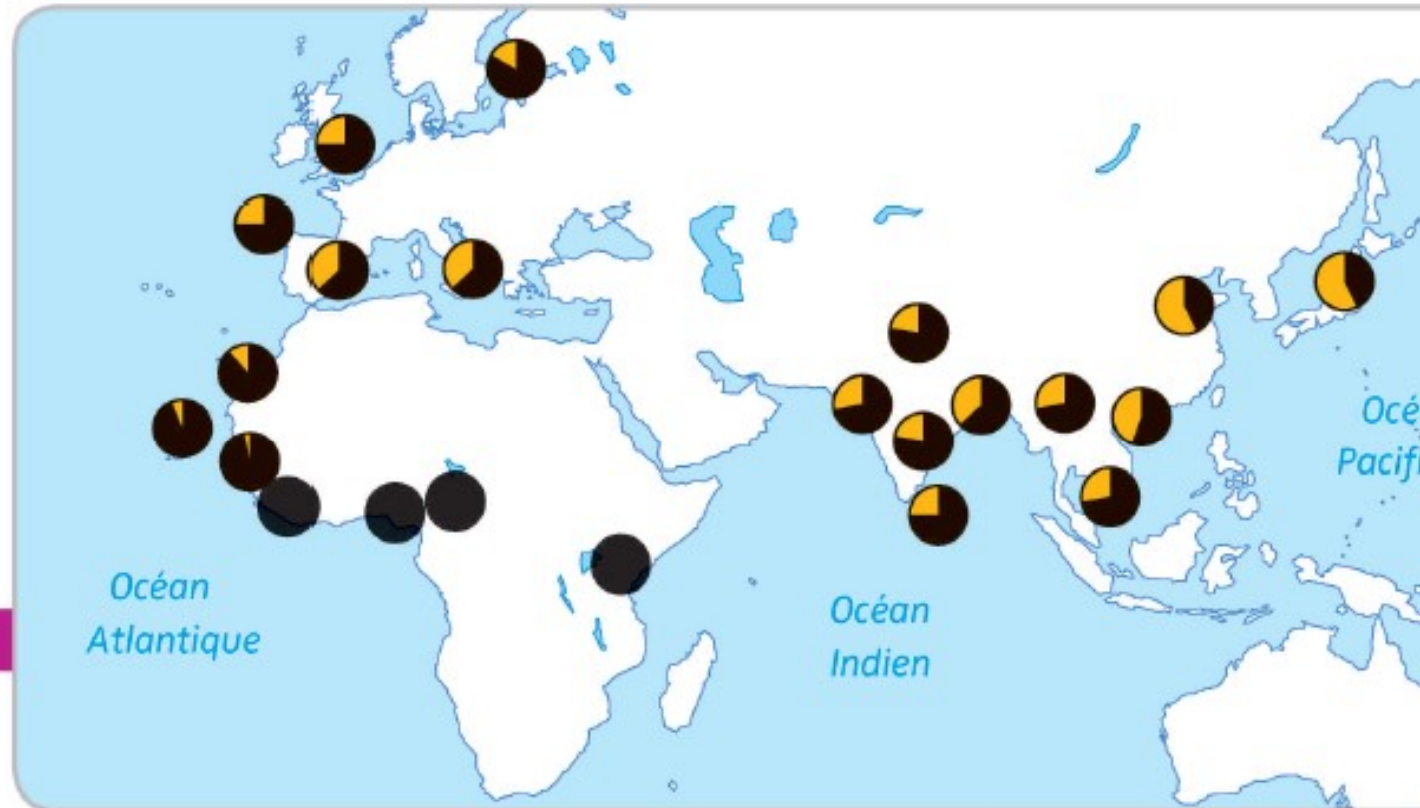 Océan
Atlantique
Océan
Indien
Océ
Pacifi